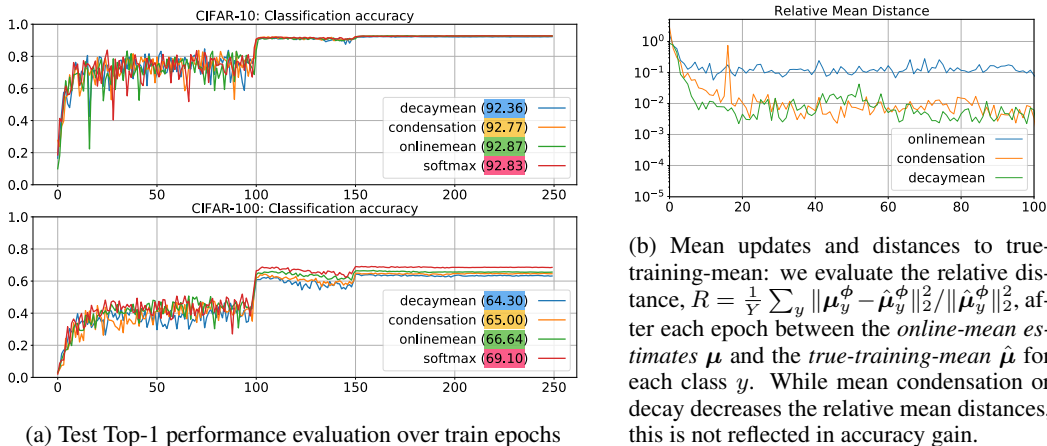 CIFAR-10: Classification accuracy
1.0
0.8
0.6
0.4
0.2
0.0
decaymean (92.36)
condensation (92.77)
onlinemean (92.87)
softmax (92.83)
0 50 100 150 200 250
CIFAR-100: Classification accuracy
1.0
0.8
0.6
0.4
0.2
0.0
decaymean (64.30)
condensation (65.00)
onlinemean (66.64)
softmax (69.10)
0 50 100 150 200 250
(a) Test Top-1 performance evaluation over train epochs
Relative Mean Distance
10⁰
10⁻¹
10⁻²
10⁻³
10⁻⁴
10⁻⁵
onlinemean
condensation
decaymean
0 20 40 60 80 100
(b) Mean updates and distances to true-
training-mean: we evaluate the relative dis-
tance, R = 1/Y ∑_y ‖μ_y^ϕ − μ̂_y^ϕ‖₂²/‖μ̂_y^ϕ‖₂², af-
ter each epoch between the online-mean es-
timates μ and the true-training-mean μ̂ for
each class y. While mean condensation or
decay decreases the relative mean distances,
this is not reflected in accuracy gain.